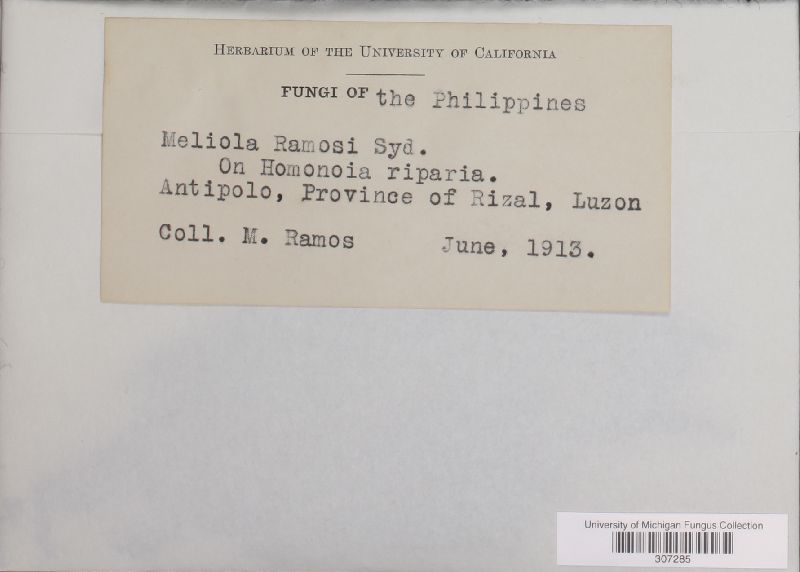 HERBARIUM OF THE UNIVERSITY OF CALIFORNIA
FUNGI OF the Philippines
Meliola Ramosi Syd.
On Homonoia riparia.
Antipolo, Province of Rizal, Luzon
Coll. M. Ramos June, 1913.
University of Michigan Fungus Collection
307285